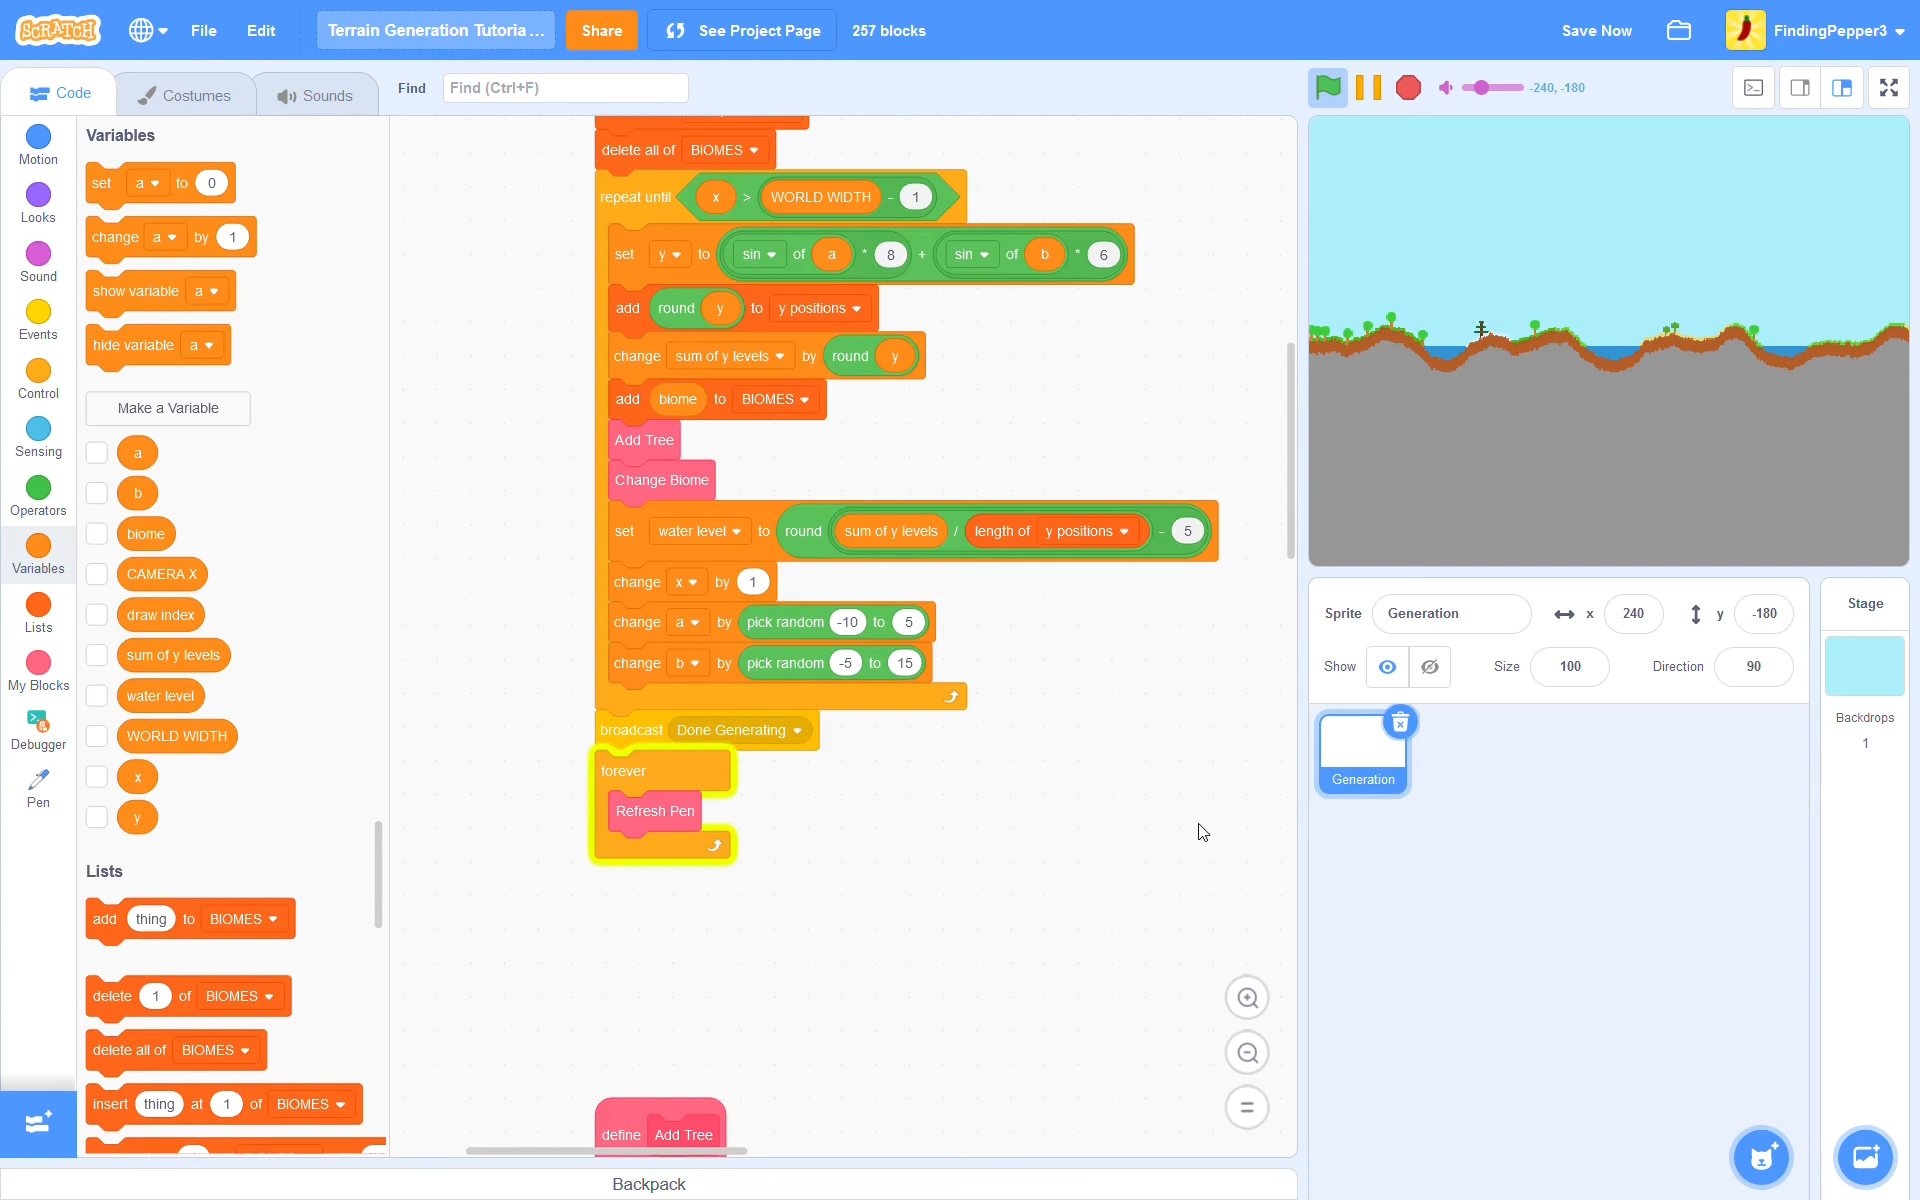 SCRATCH
File
Edit
Terrain Generation Tutoria...
Share
See Project Page
257 blocks
Save Now
FindingPepper3
Code
Costumes
Sounds
Find
Find (Ctrl+F)
-240, -180
Motion
Looks
Sound
Events
Control
Sensing
Operators
Variables
Lists
My Blocks
Debugger
Pen
Variables
set a to 0
change a by 1
show variable a
hide variable a
Make a Variable
a
b
biome
CAMERA X
draw index
sum of y levels
water level
WORLD WIDTH
x
y
Lists
add thing to BIOMES
delete 1 of BIOMES
delete all of BIOMES
insert thing at 1 of BIOMES
delete all of BIOMES
repeat until x > WORLD WIDTH - 1
set y to sin of a * 8 + sin of b * 6
add round y to y positions
change sum of y levels by round y
add biome to BIOMES
Add Tree
Change Biome
set water level to round sum of y levels / length of y positions - 5
change x by 1
change a by pick random -10 to 5
change b by pick random -5 to 15
broadcast Done Generating
forever
Refresh Pen
define Add Tree
Backpack
Sprite Generation x 240 y -180
Show Size 100 Direction 90
Generation
Stage
Backdrops
1